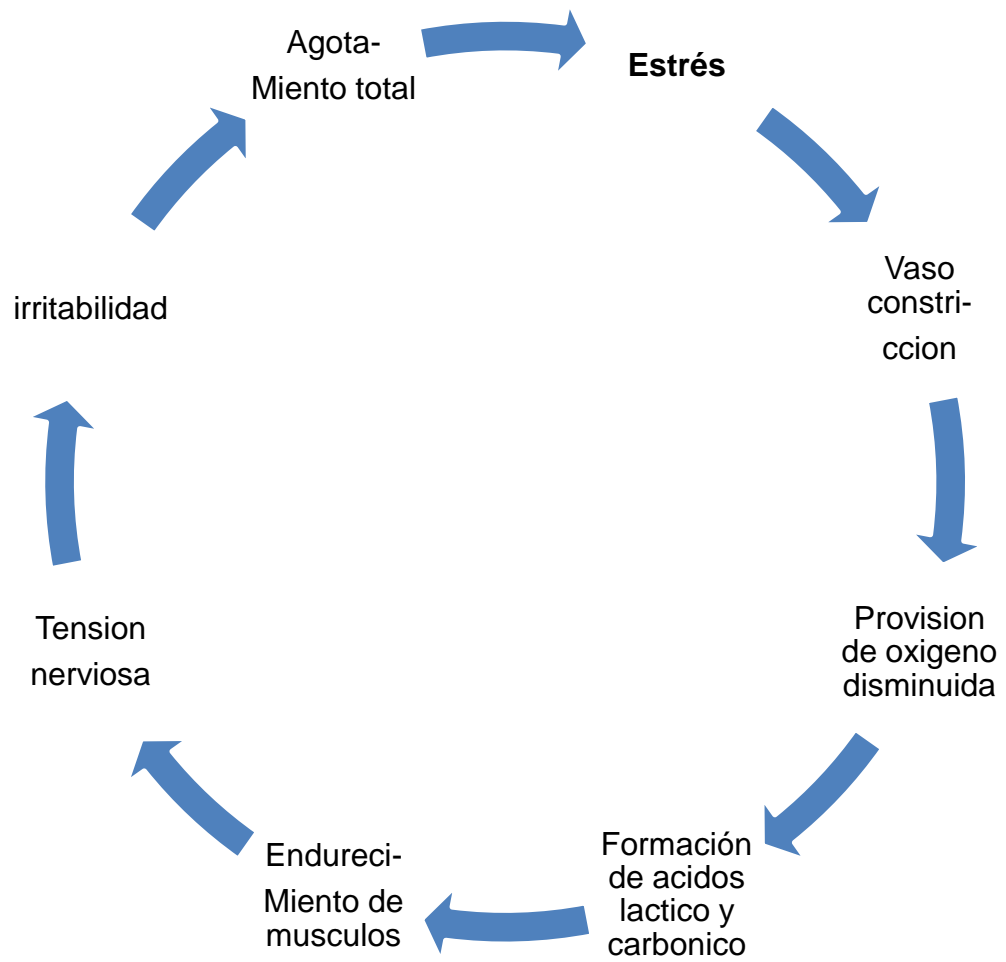 Estrés
Vaso
constri-
ccion
Provision
de oxigeno
disminuida
Formación
de acidos
lactico y
carbonico
Endureci-
Miento de
musculos
Tension
nerviosa
irritabilidad
Agota-
Miento total